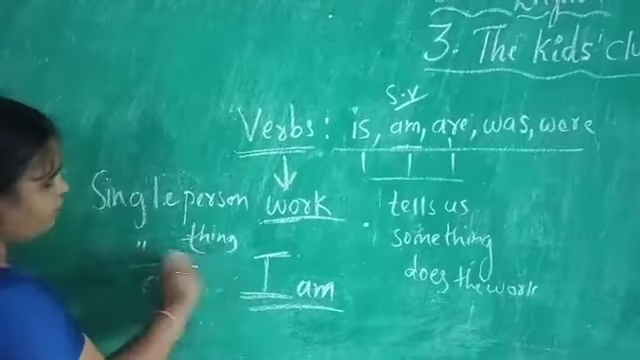 3. The Kids' Clu
S.V
Verbs: is, am, are, was, were
Single person work
" thing
tells us
something
does the work
I am